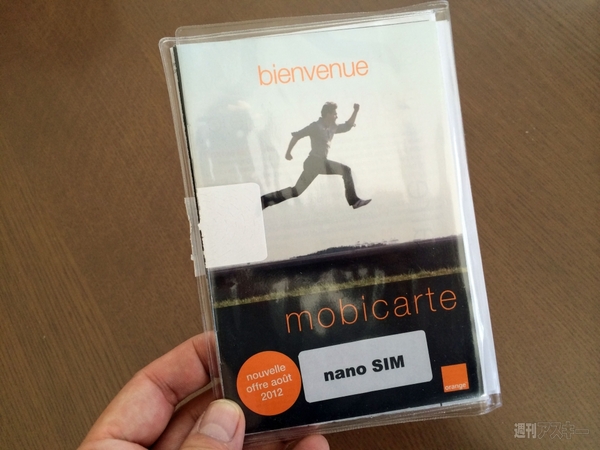 bienvenue
mobicarte
nouvelle
offre août
2012
nano SIM
orange
週刊アスキー